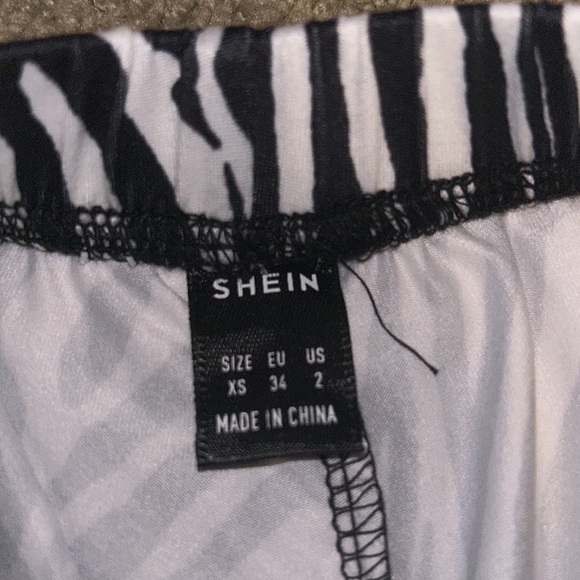 SHEIN
SIZE EU US
XS 34 2
MADE IN CHINA